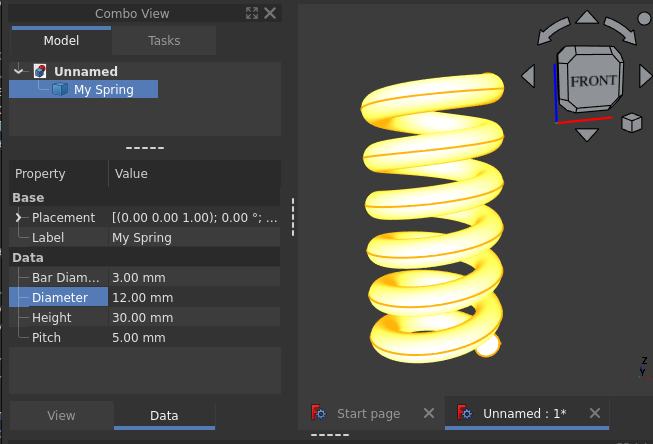 Combo View
Model
Tasks
Unnamed
My Spring
Property Value
Base
Placement [(0.00 0.00 1.00); 0.00 °; ...
Label My Spring
Data
Bar Diam... 3.00 mm
Diameter 12.00 mm
Height 30.00 mm
Pitch 5.00 mm
View
Data
FRONT
Z
Y
Start page
Unnamed : 1*